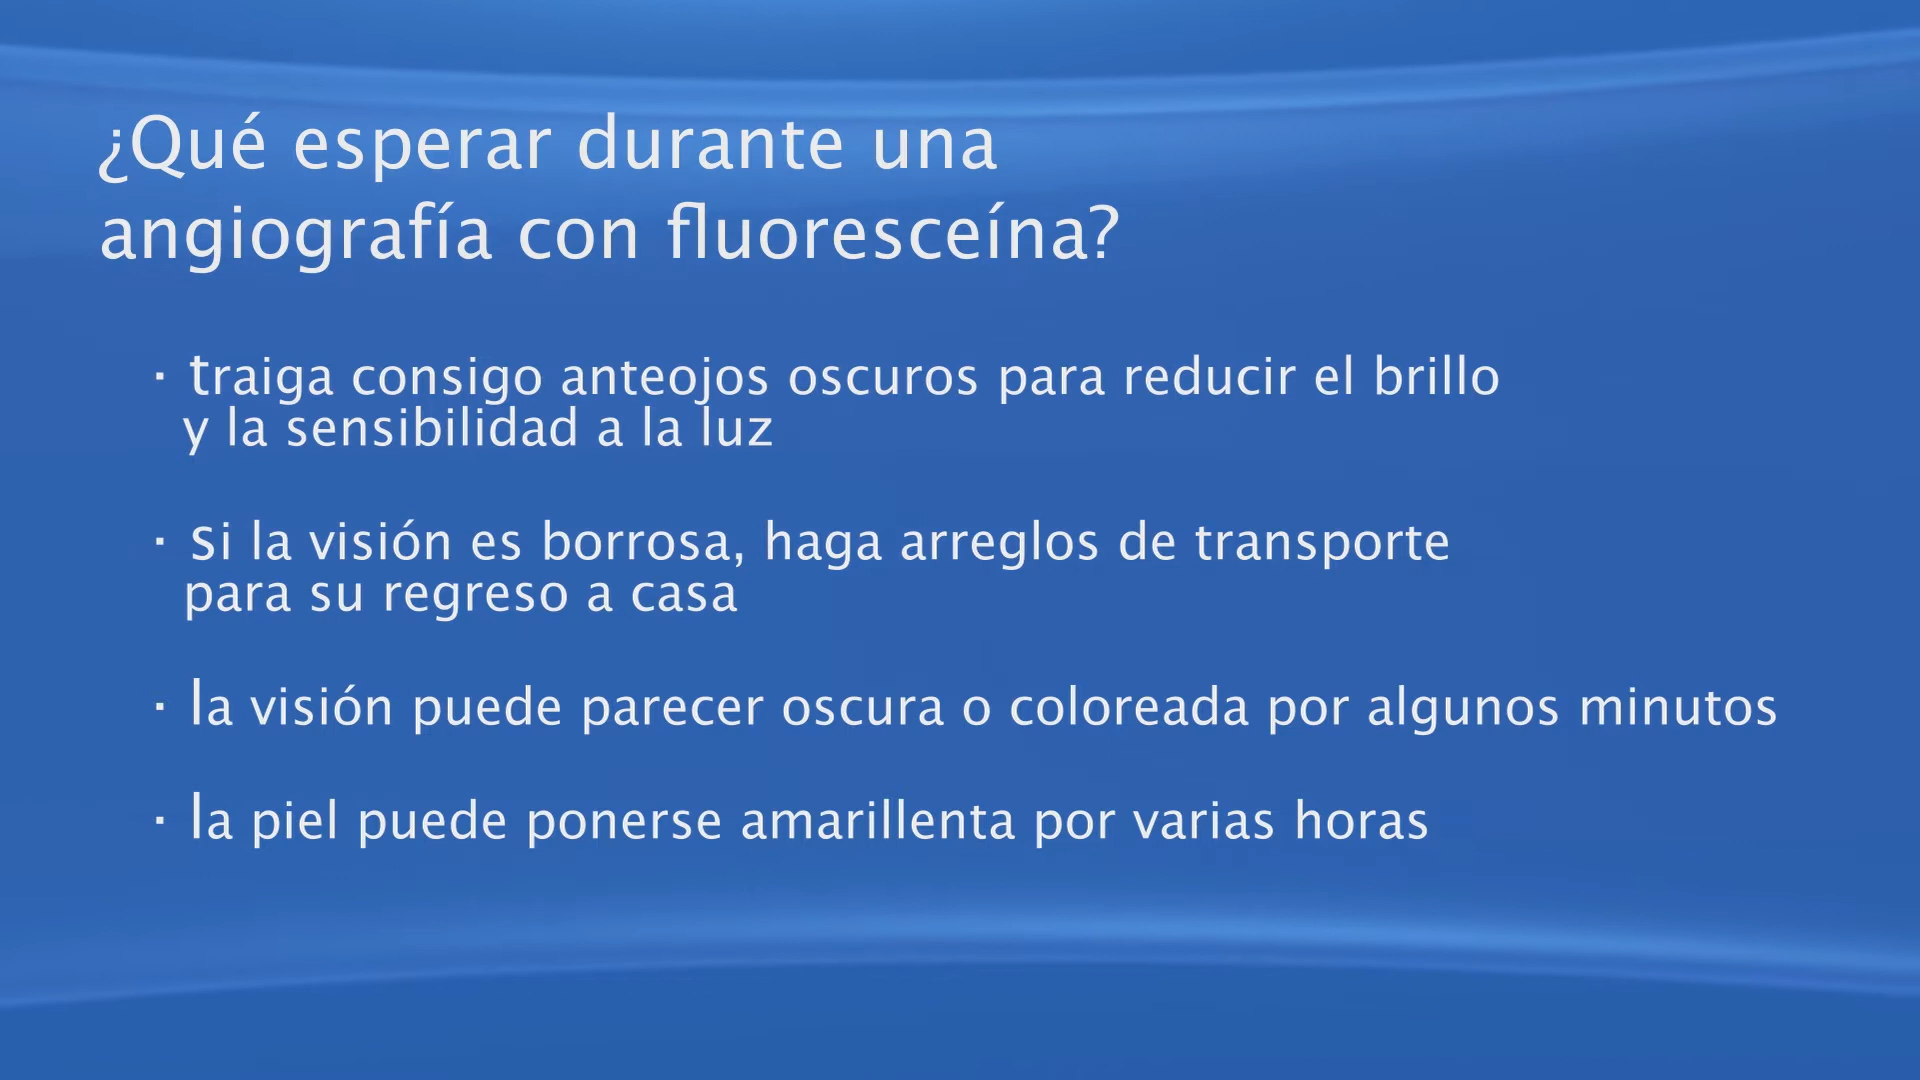 ¿Qué esperar durante una
angiografía con fluoresceína?
· traiga consigo anteojos oscuros para reducir el brillo
y la sensibilidad a la luz
· si la visión es borrosa, haga arreglos de transporte
para su regreso a casa
· la visión puede parecer oscura o coloreada por algunos minutos
· la piel puede ponerse amarillenta por varias horas